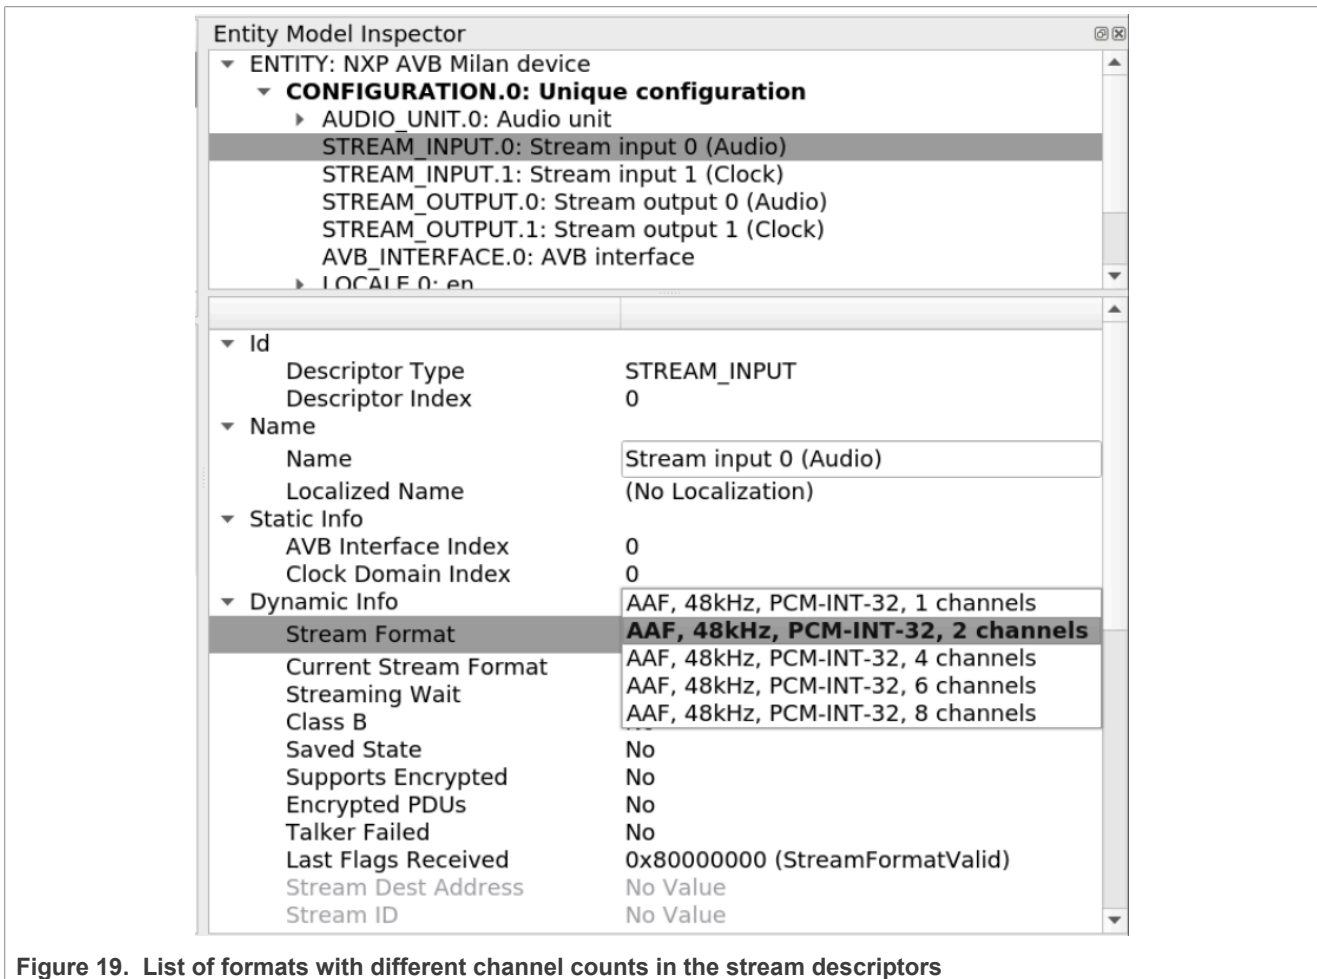 Entity Model Inspector
ENTITY: NXP AVB Milan device
CONFIGURATION.0: Unique configuration
AUDIO_UNIT.0: Audio unit
STREAM_INPUT.0: Stream input 0 (Audio)
STREAM_INPUT.1: Stream input 1 (Clock)
STREAM_OUTPUT.0: Stream output 0 (Audio)
STREAM_OUTPUT.1: Stream output 1 (Clock)
AVB_INTERFACE.0: AVB interface
LOCALE.0: en
Id
Descriptor Type STREAM_INPUT
Descriptor Index 0
Name
Name Stream input 0 (Audio)
Localized Name (No Localization)
Static Info
AVB Interface Index 0
Clock Domain Index 0
Dynamic Info AAF, 48kHz, PCM-INT-32, 1 channels
Stream Format AAF, 48kHz, PCM-INT-32, 2 channels
Current Stream Format AAF, 48kHz, PCM-INT-32, 4 channels
Streaming Wait AAF, 48kHz, PCM-INT-32, 6 channels
Class B AAF, 48kHz, PCM-INT-32, 8 channels
Saved State No
Supports Encrypted No
Encrypted PDUs No
Talker Failed No
Last Flags Received 0x80000000 (StreamFormatValid)
Stream Dest Address No Value
Stream ID No Value
Figure 19. List of formats with different channel counts in the stream descriptors